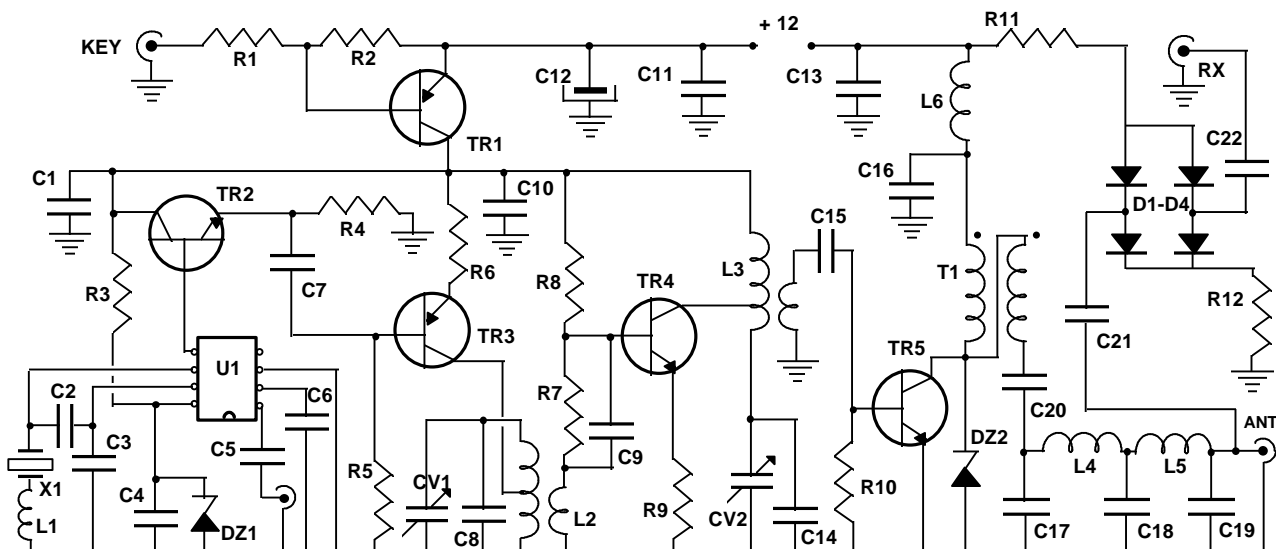 KEY
R1
R2
+ 12
R11
C12
C11
C13
L6
RX
TR1
C22
C1
TR2
C10
C16
D1-D4
R4
C15
R3
C7
R6
R8
TR4
L3
T1
R12
TR3
C21
U1
TR5
C2
C6
R7
C20
ANT
C3
C5
C9
DZ2
X1
R5
CV1
L4
L5
C4
R10
L1
DZ1
C8
L2
R9
CV2
C14
C17
C18
C19